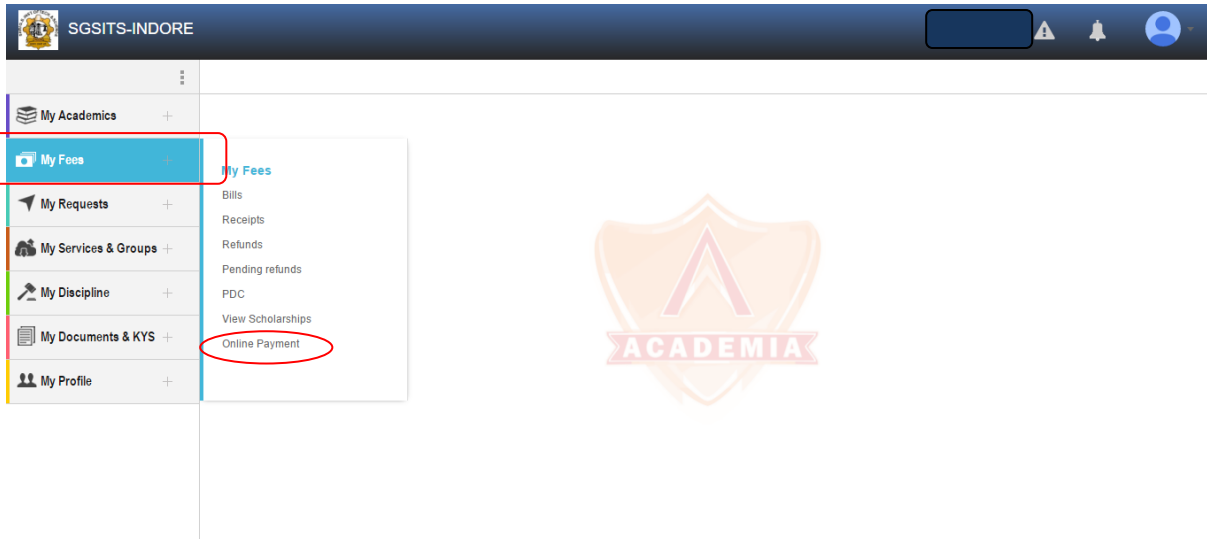 SGSITS-INDORE
My Academics
My Fees
My Requests
My Services & Groups
My Discipline
My Documents & KYS
My Profile
My Fees
Bills
Receipts
Refunds
Pending refunds
PDC
View Scholarships
Online Payment
ACADEMIA